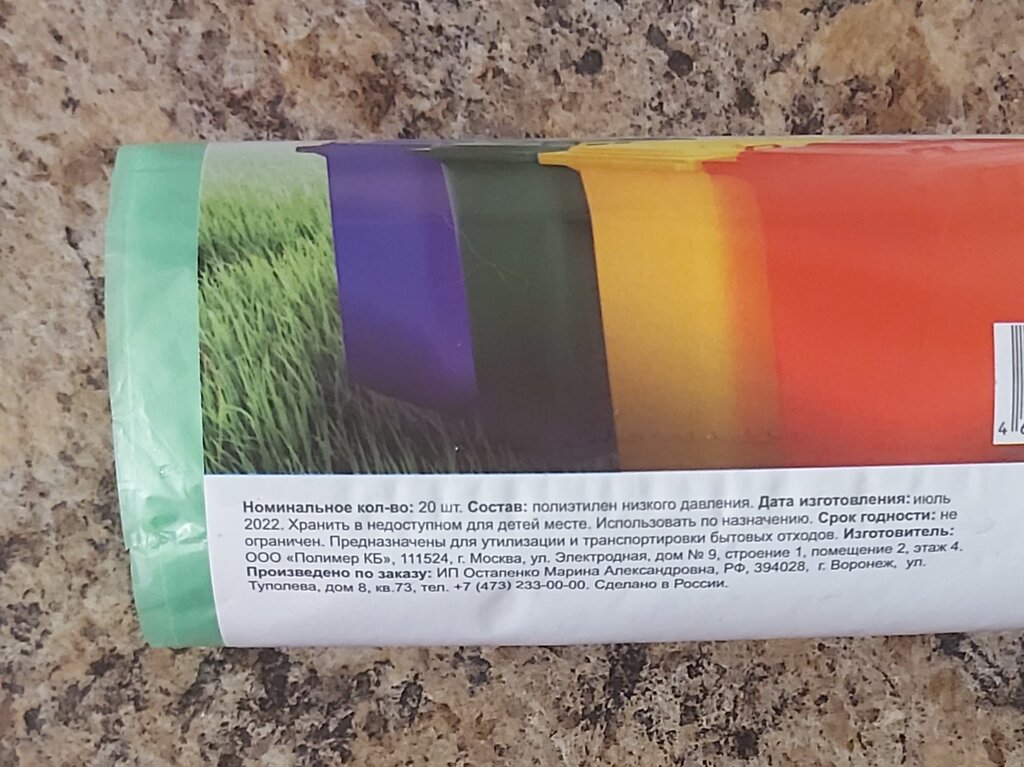 Номинальное кол-во: 20 шт. Состав: полиэтилен низкого давления. Дата изготовления: июль
2022. Хранить в недоступном для детей месте. Использовать по назначению. Срок годности: не
ограничен. Предназначены для утилизации и транспортировки бытовых отходов. Изготовитель:
ООО «Полимер КБ», 111524, г. Москва, ул. Электродная, дом № 9, строение 1, помещение 2, этаж 4.
Произведено по заказу: ИП Остапенко Марина Александровна, РФ, 394028, г. Воронеж, ул.
Туполева, дом 8, кв.73, тел. +7 (473) 233-00-00. Сделано в России.
4